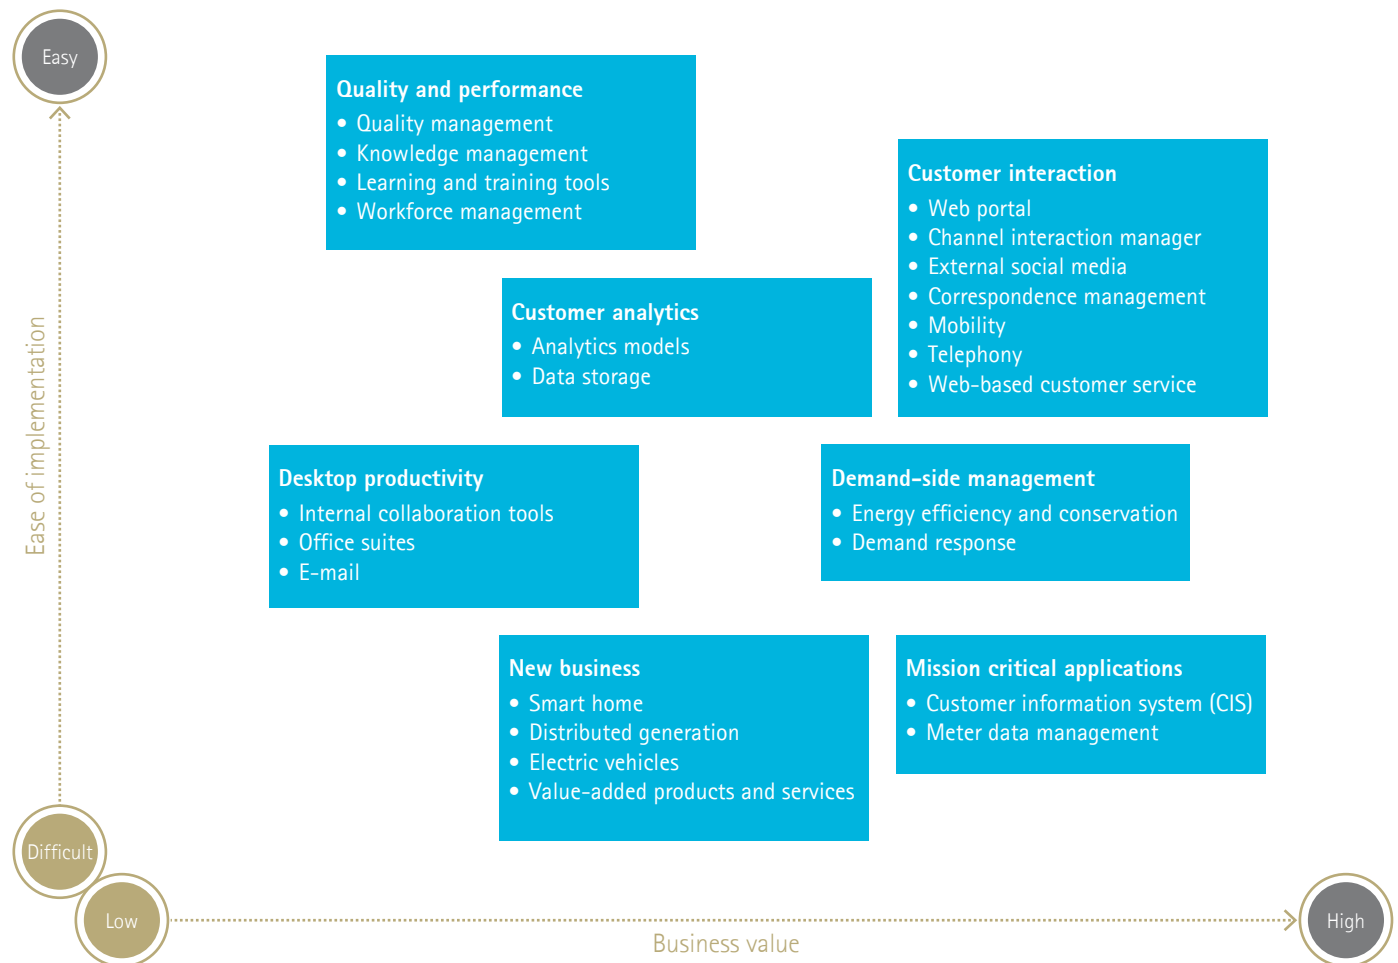 Easy
Quality and performance
• Quality management
• Knowledge management
• Learning and training tools
• Workforce management
Customer interaction
• Web portal
• Channel interaction manager
• External social media
• Correspondence management
• Mobility
• Telephony
• Web-based customer service
Customer analytics
• Analytics models
• Data storage
Ease of implementation
Desktop productivity
• Internal collaboration tools
• Office suites
• E-mail
Demand-side management
• Energy efficiency and conservation
• Demand response
New business
• Smart home
• Distributed generation
• Electric vehicles
• Value-added products and services
Mission critical applications
• Customer information system (CIS)
• Meter data management
Difficult
Low
Business value
High